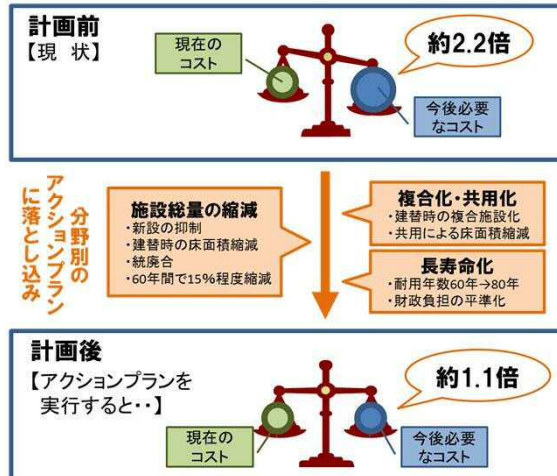 計画前
【現 状】
現在の
コスト
約2.2倍
今後必要
なコスト
分野別の
アクションプラン
に落とし込み
施設総量の縮減
・新設の抑制
・建替時の床面積縮減
・統廃合
・60年間で15%程度縮減
複合化・共用化
・建替時の複合施設化
・共用による床面積縮減
長寿命化
・耐用年数60年→80年
・財政負担の平準化
計画後
【アクションプランを
実行すると・・】
約1.1倍
現在の
コスト
今後必要
なコスト